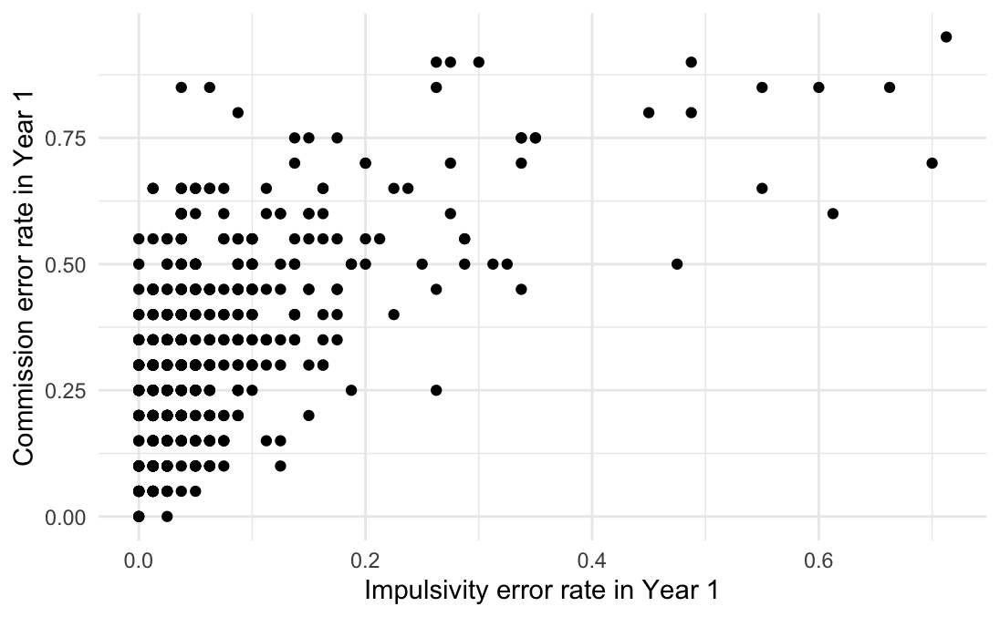 Commission error rate in Year 1
0.75
0.50
0.25
0.00
0.0 0.2 0.4 0.6
Impulsivity error rate in Year 1